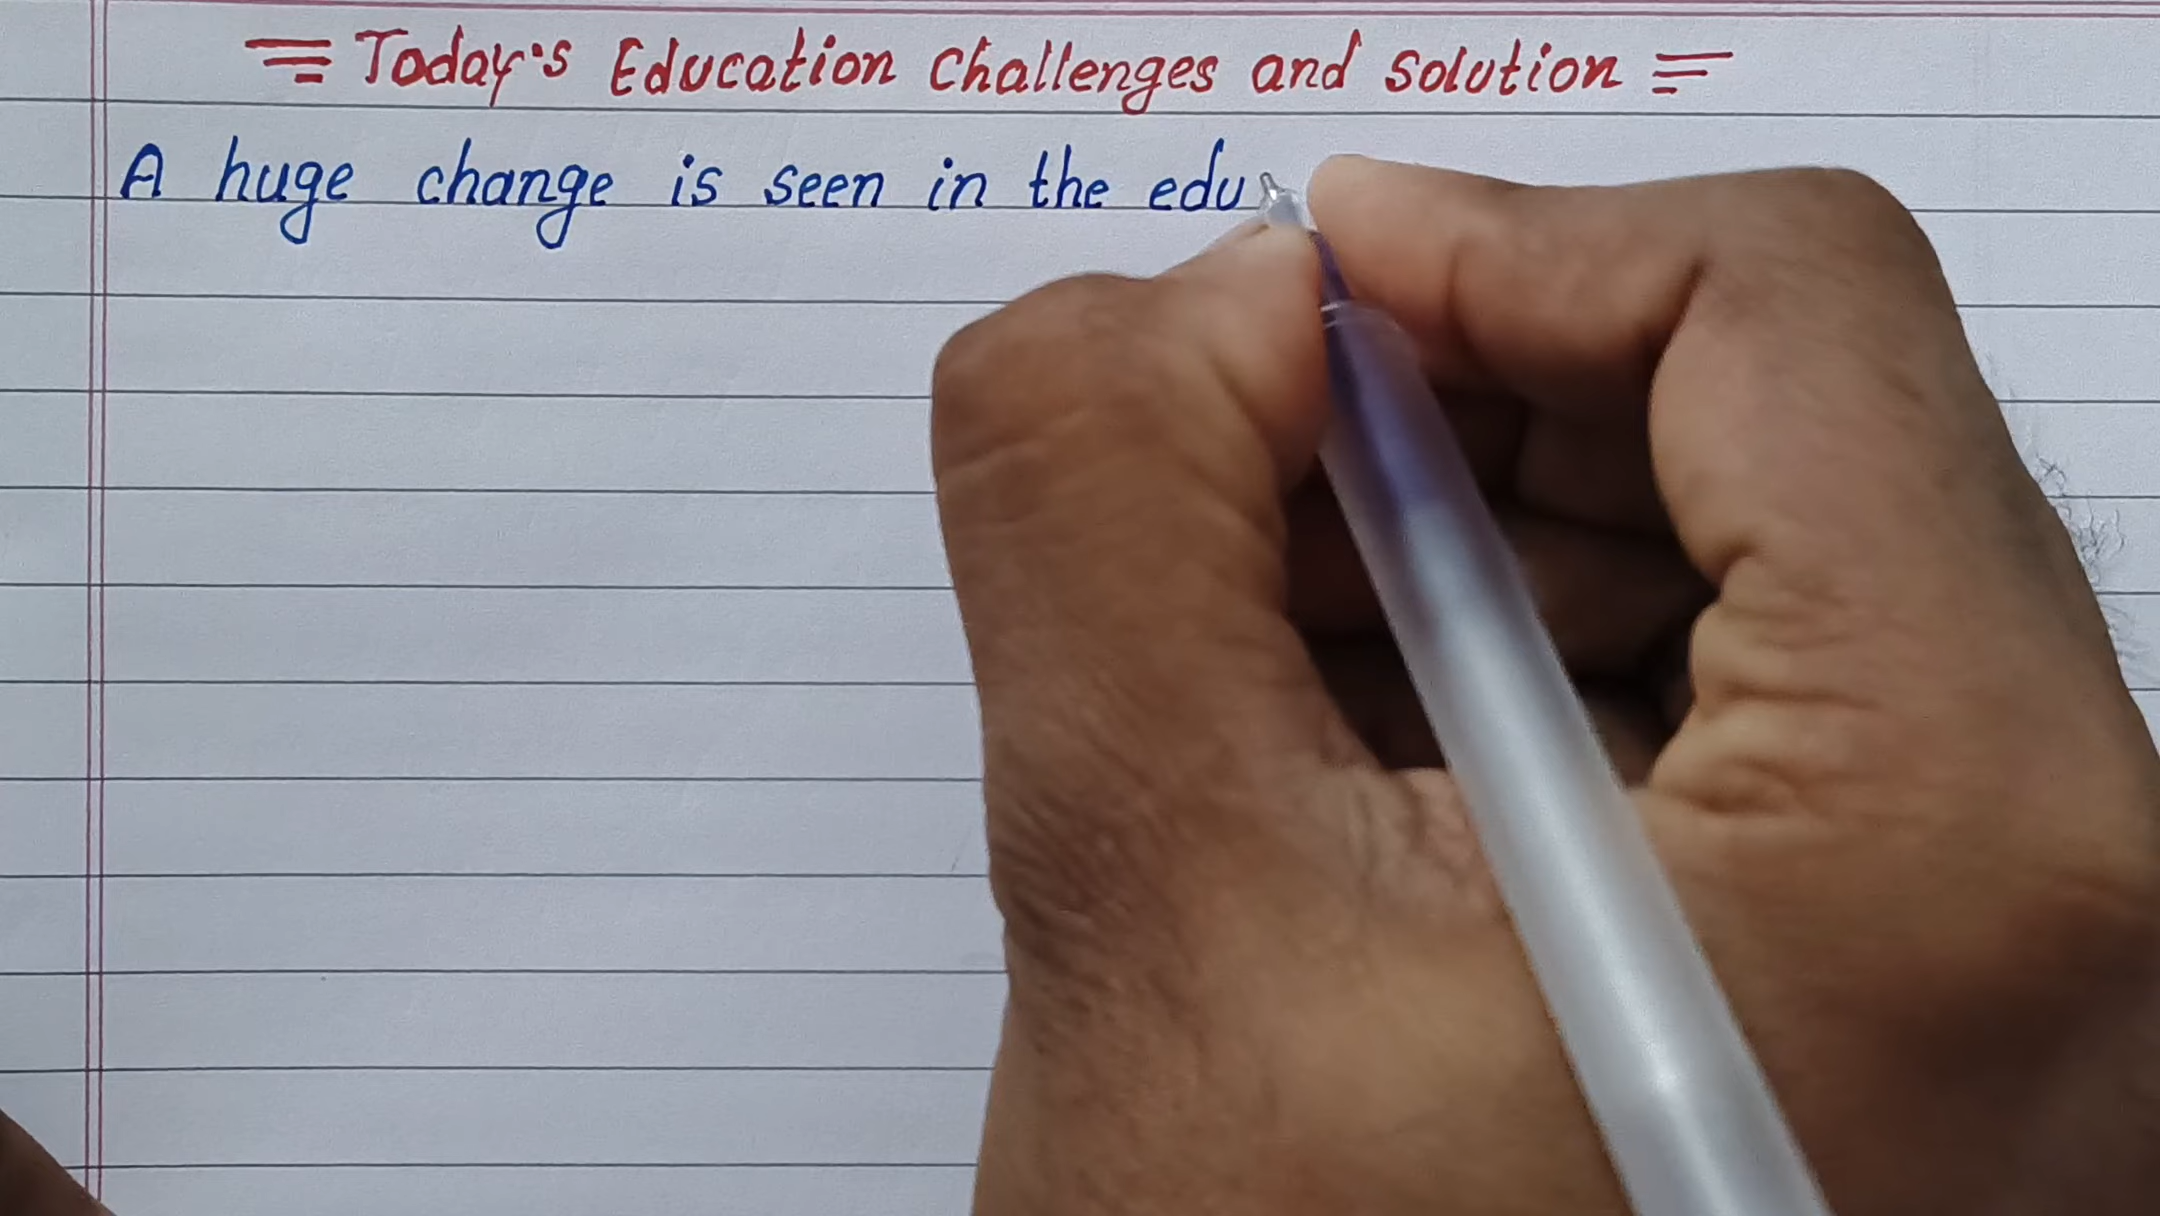 Today's Education Challenges and solution
A huge change is seen in the edu